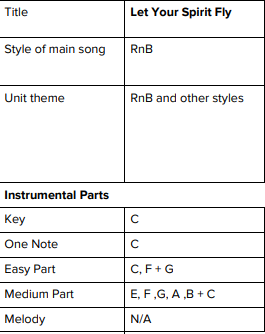 Title Let Your Spirit Fly
Style of main song RnB
Unit theme RnB and other styles
Instrumental Parts
Key C
One Note C
Easy Part C, F + G
Medium Part E, F ,G, A ,B + C
Melody N/A